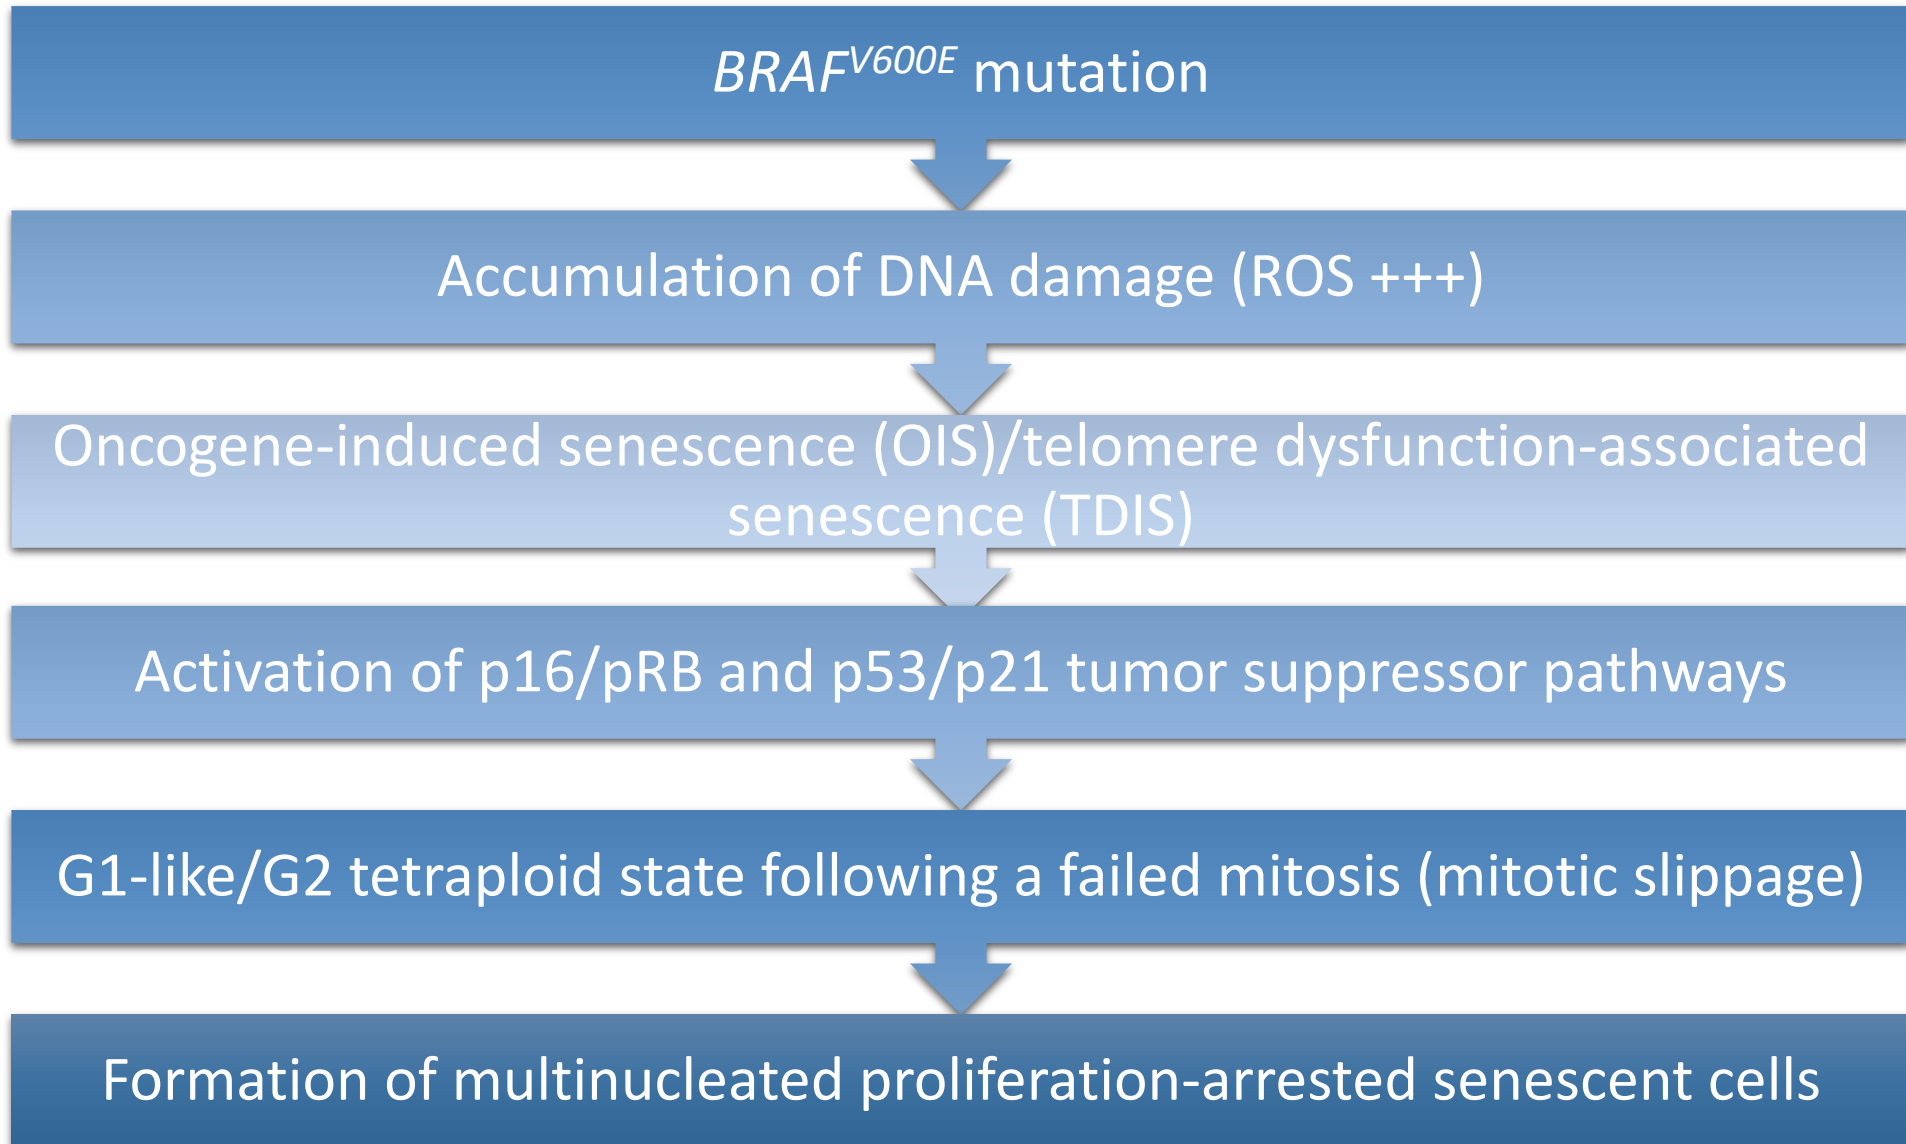 BRAF^V600E mutation
Accumulation of DNA damage (ROS +++)
Oncogene-induced senescence (OIS)/telomere dysfunction-associated
senescence (TDIS)
Activation of p16/pRB and p53/p21 tumor suppressor pathways
G1-like/G2 tetraploid state following a failed mitosis (mitotic slippage)
Formation of multinucleated proliferation-arrested senescent cells